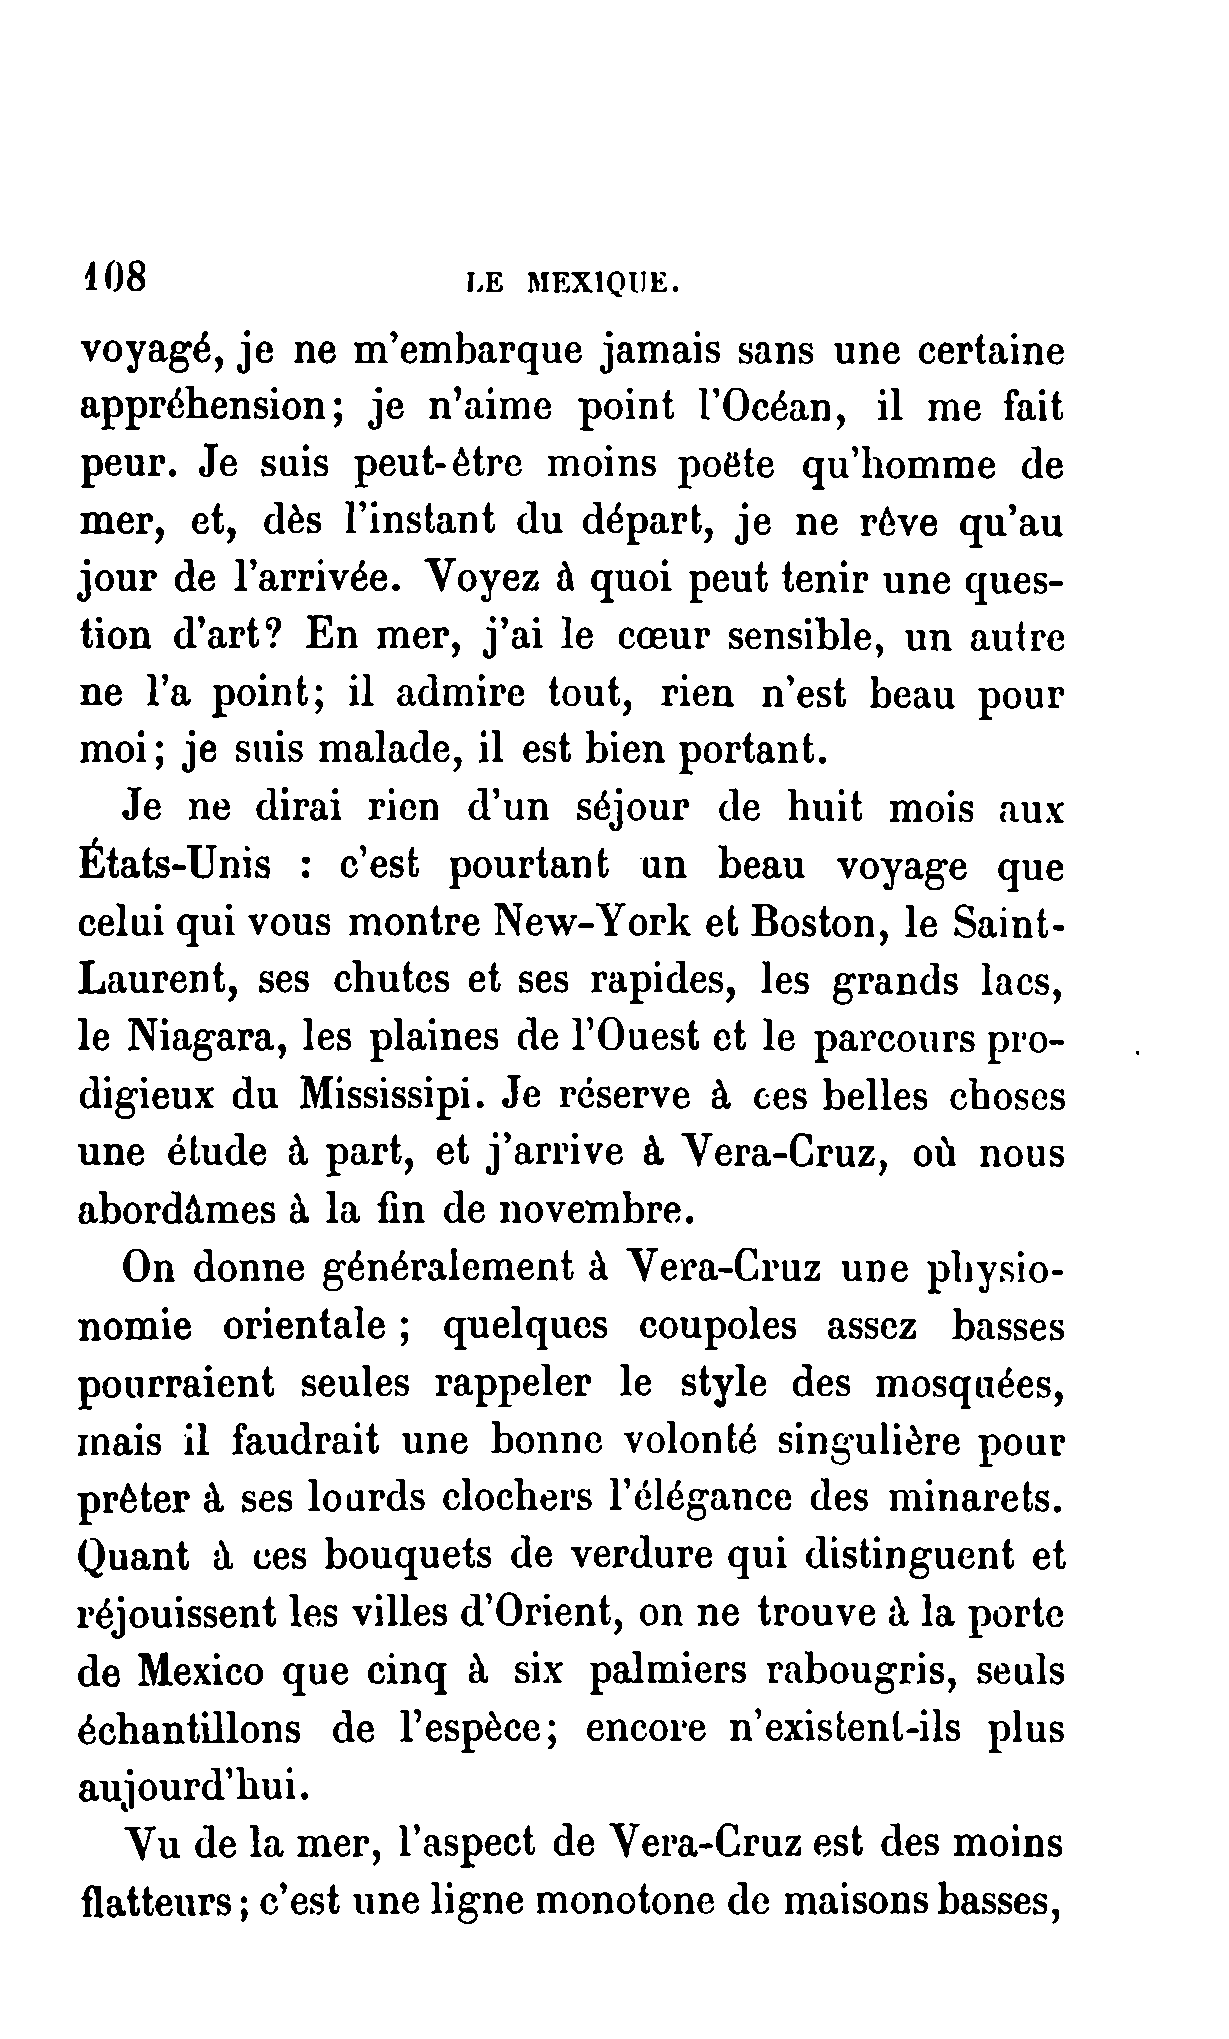 108 LE MEXIQUE.
voyagé, je ne m'embarque jamais sans une certaine
appréhension; je n'aime point l'Océan, il me fait
peur. Je suis peut-être moins poëte qu'homme de
mer, et, dès l'instant du départ, je ne rêve qu'au
jour de l'arrivée. Voyez à quoi peut tenir une ques-
tion d'art? En mer, j'ai le cœur sensible, un autre
ne l'a point; il admire tout, rien n'est beau pour
moi; je suis malade, il est bien portant.
Je ne dirai rien d'un séjour de huit mois aux
États-Unis : c'est pourtant un beau voyage que
celui qui vous montre New-York et Boston, le Saint-
Laurent, ses chutes et ses rapides, les grands lacs,
le Niagara, les plaines de l'Ouest et le parcours pro-
digieux du Mississipi. Je réserve à ces belles choses
une étude à part, et j'arrive à Vera-Cruz, où nous
abordâmes à la fin de novembre.
On donne généralement à Vera-Cruz une physio-
nomie orientale ; quelques coupoles assez basses
pourraient seules rappeler le style des mosquées,
mais il faudrait une bonne volonté singulière pour
prêter à ses lourds clochers l'élégance des minarets.
Quant à ces bouquets de verdure qui distinguent et
réjouissent les villes d'Orient, on ne trouve à la porte
de Mexico que cinq à six palmiers rabougris, seuls
échantillons de l'espèce; encore n'existent-ils plus
aujourd'hui.
Vu de la mer, l'aspect de Vera-Cruz est des moins
flatteurs; c'est une ligne monotone de maisons basses,